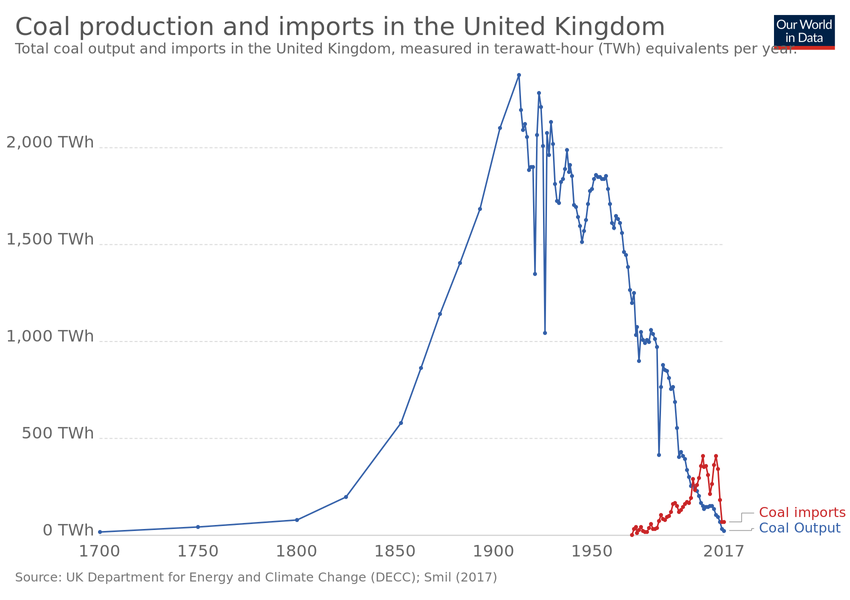 Coal production and imports in the United Kingdom
Our World
in Data
Total coal output and imports in the United Kingdom, measured in terawatt-hour (TWh) equivalents per year.
2,000 TWh
1,500 TWh
1,000 TWh
500 TWh
0 TWh
Coal imports
Coal Output
1700 1750 1800 1850 1900 1950 2017
Source: UK Department for Energy and Climate Change (DECC); Smil (2017)